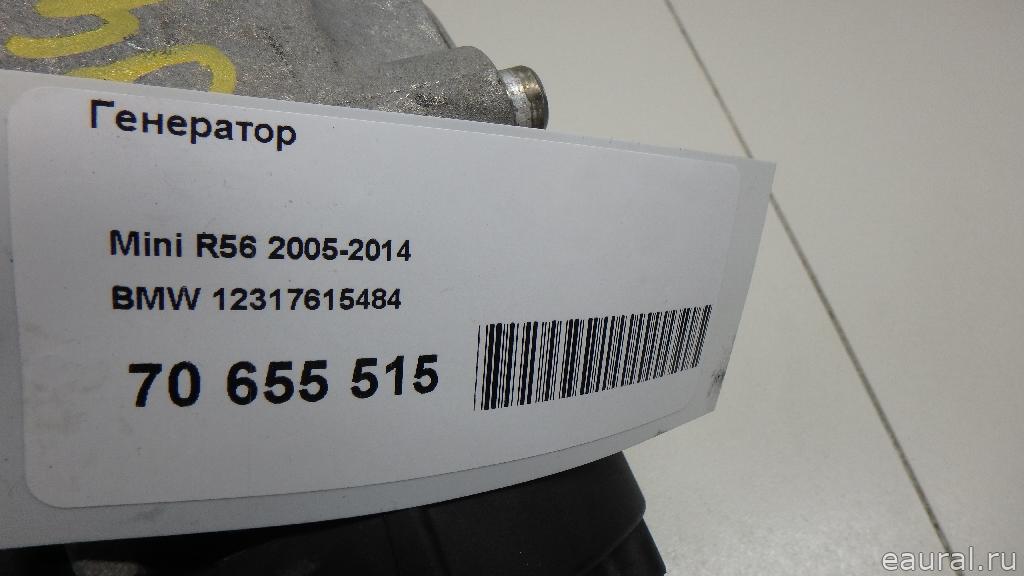 Генератор
Mini R56 2005-2014
BMW 12317615484
70 655 515
eaural.ru